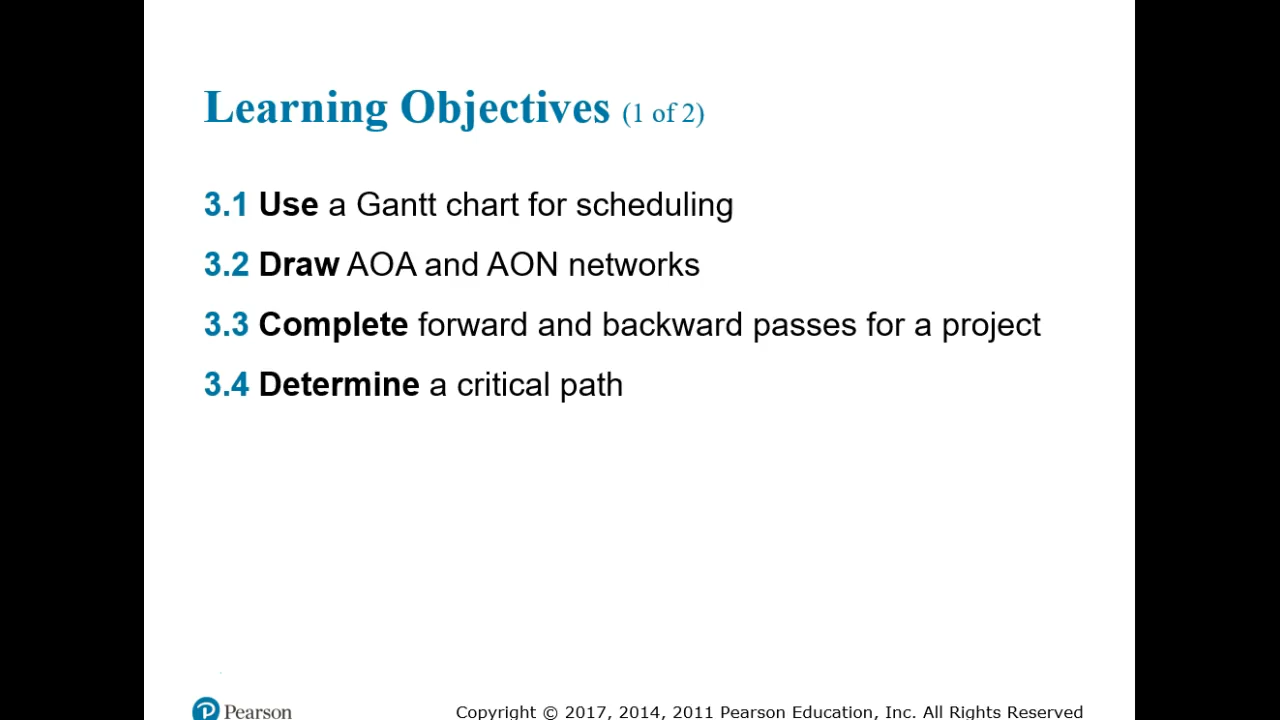 Learning Objectives (1 of 2)
3.1 Use a Gantt chart for scheduling
3.2 Draw AOA and AON networks
3.3 Complete forward and backward passes for a project
3.4 Determine a critical path
Pearson
Copyright © 2017, 2014, 2011 Pearson Education, Inc. All Rights Reserved